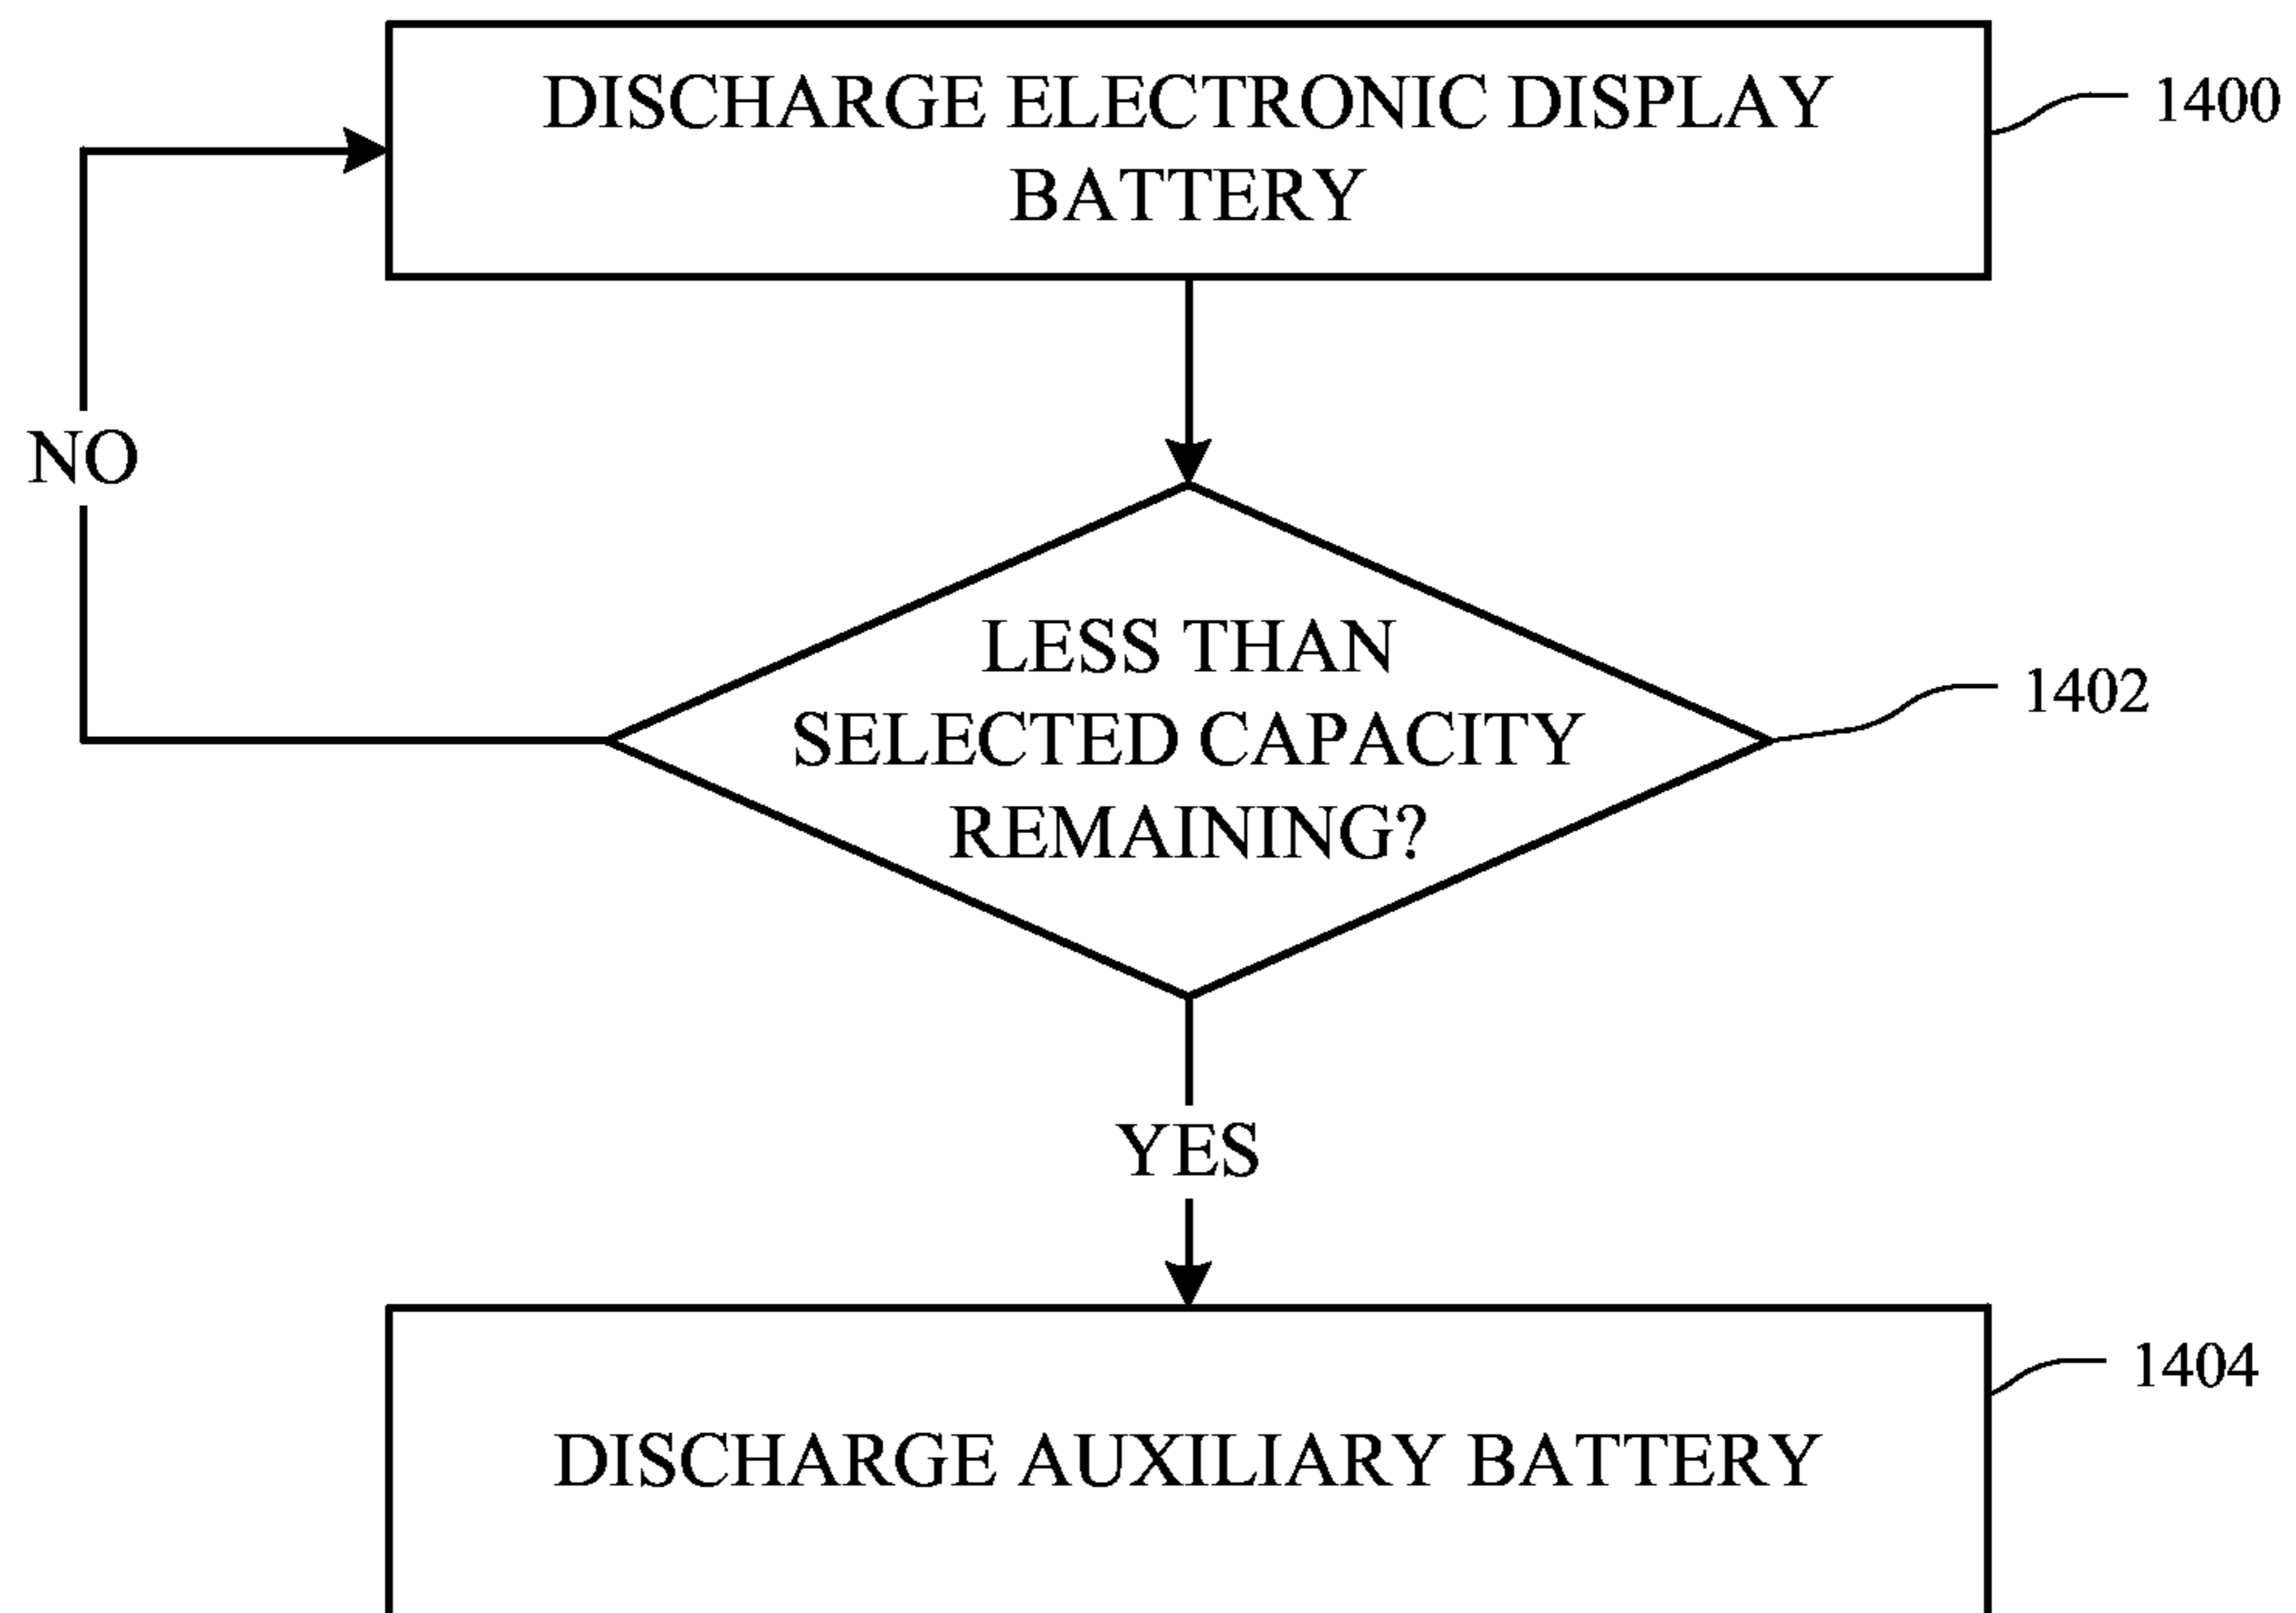 DISCHARGE ELECTRONIC DISPLAY
BATTERY
1400
NO
LESS THAN
SELECTED CAPACITY
REMAINING?
1402
YES
1404
DISCHARGE AUXILIARY BATTERY